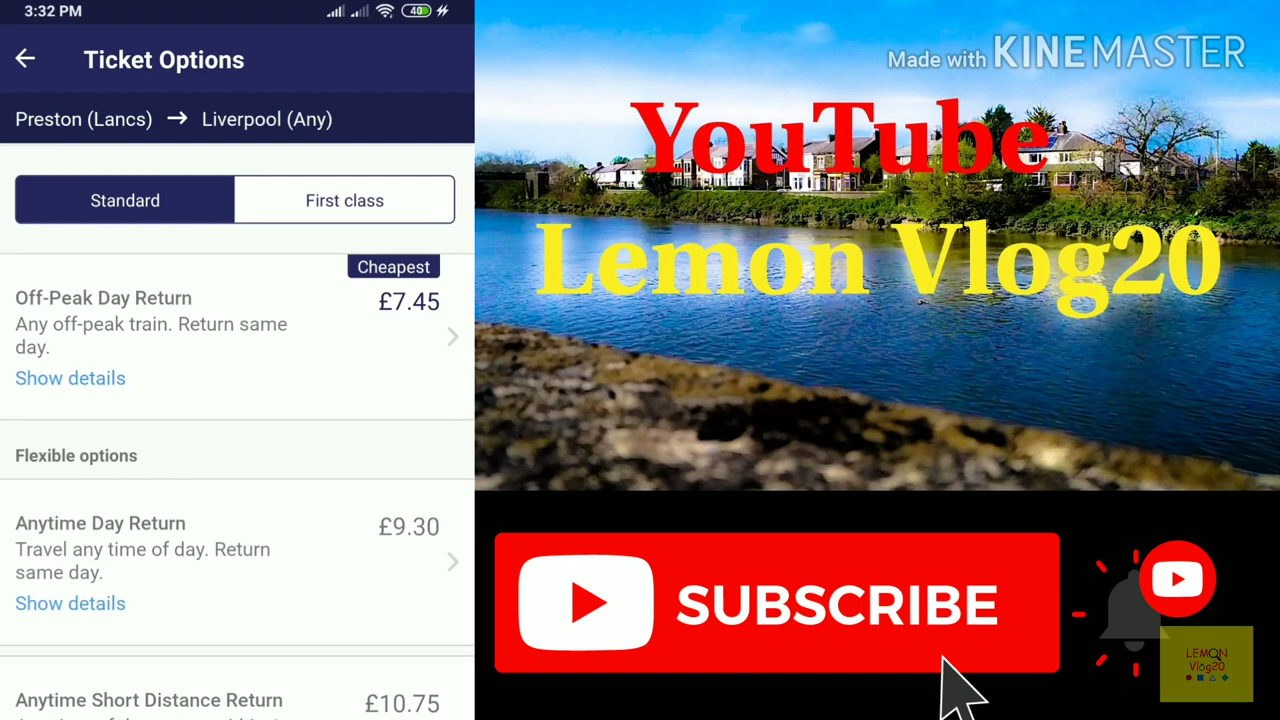 3:32 PM
40
Ticket Options
Preston (Lancs) → Liverpool (Any)
Standard
First class
Cheapest
Off-Peak Day Return
£7.45
Any off-peak train. Return same
day.
Show details
Flexible options
Anytime Day Return
£9.30
Travel any time of day. Return
same day.
Show details
Anytime Short Distance Return
£10.75
Made with KINEMASTER
YouTube
Lemon Vlog20
SUBSCRIBE
LEMON
Vlog20